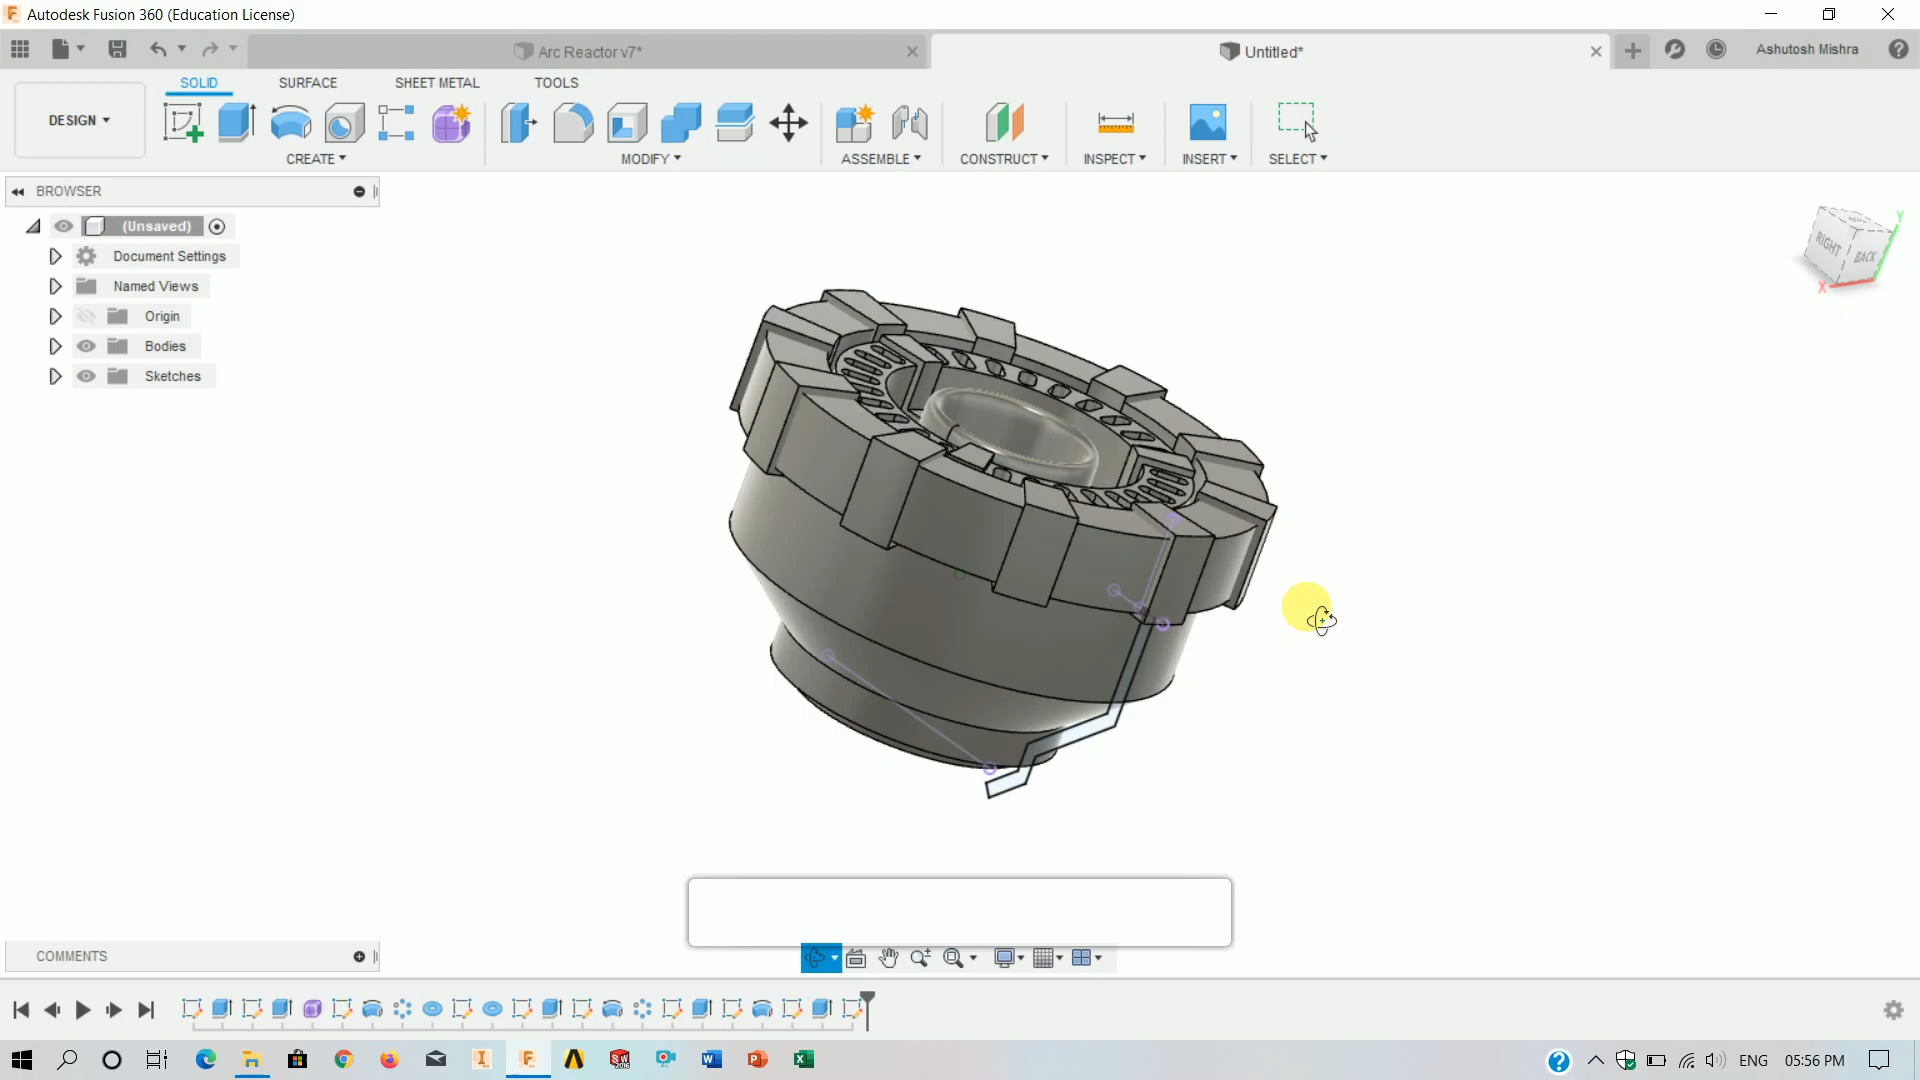 Autodesk Fusion 360 (Education License)
Arc Reactor v7*
Untitled*
Ashutosh Mishra
DESIGN
SOLID
SURFACE
SHEET METAL
TOOLS
CREATE
MODIFY
ASSEMBLE
CONSTRUCT
INSPECT
INSERT
SELECT
BROWSER
(Unsaved)
Document Settings
Named Views
Origin
Bodies
Sketches
RIGHT
BACK
X
Y
COMMENTS
ENG
05:56 PM